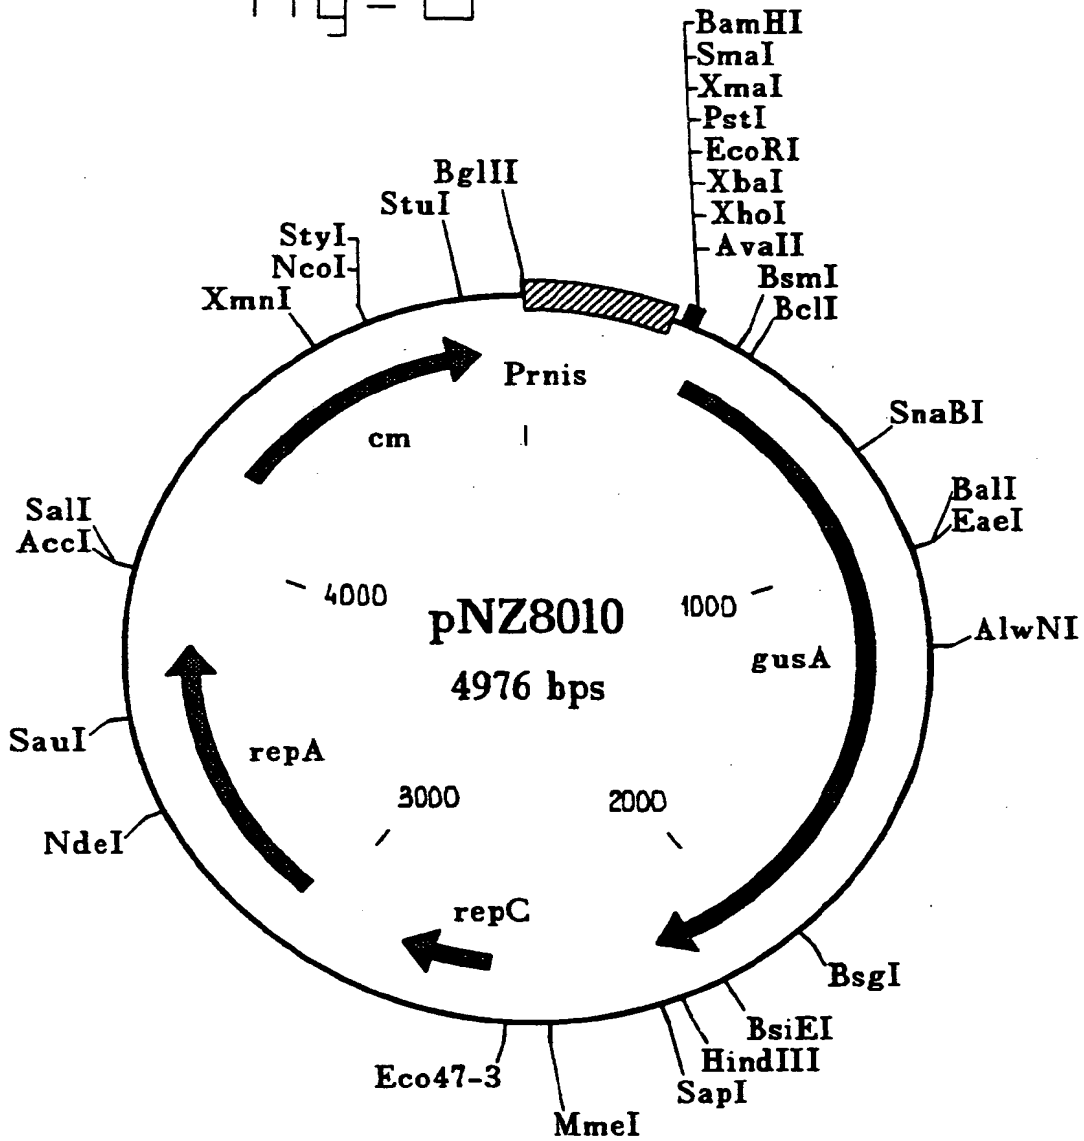 BamHI
SmaI
XmaI
PstI
EcoRI
XbaI
XhoI
AvaII
BglII
StuI
StyI
NcoI
XmnI
BsmI
BclI
Prnis
cm
SnaBI
SalI
AccI
BalI
EaeI
4000
1000
pNZ8010
4976 bps
gusA
AlwNI
SauI
repA
3000
2000
NdeI
repC
BsgI
BsiEI
HindIII
SapI
Eco47-3
MmeI